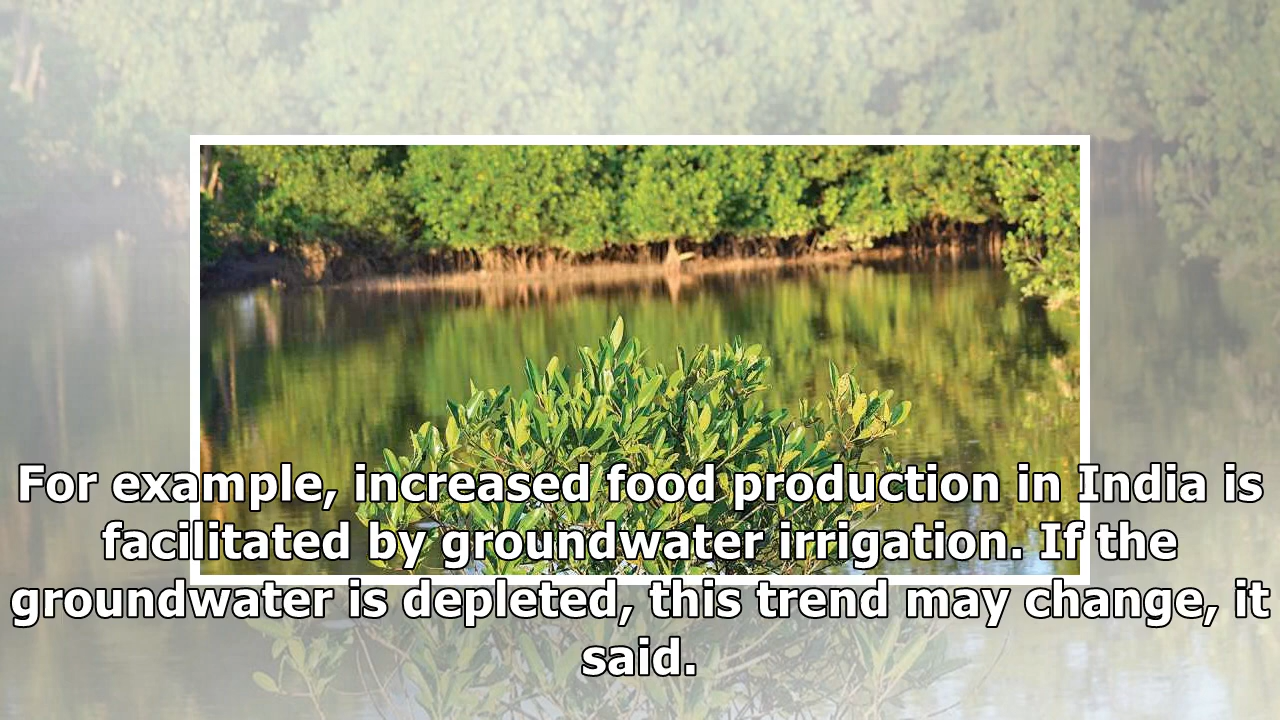 For example, increased food production in India is
facilitated by groundwater irrigation. If the
groundwater is depleted, this trend may change, it
said.